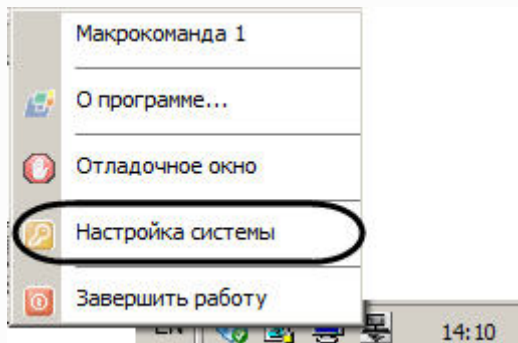 Макрокоманда 1
О программе...
Отладочное окно
Настройка системы
Завершить работу
EN 14:10